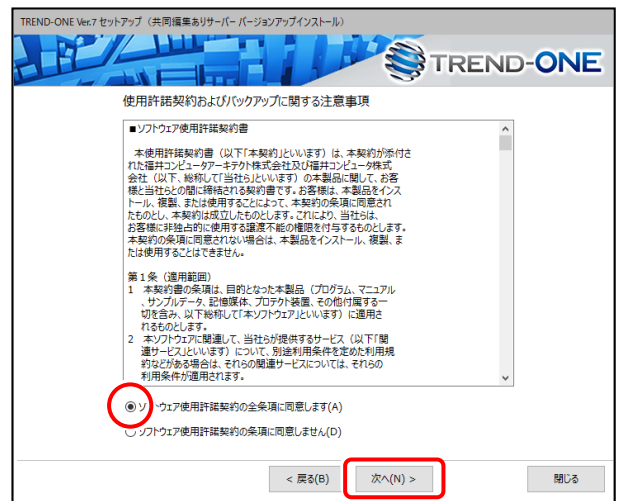 TREND-ONE Ver.7 セットアップ（共同編集ありサーバー バージョンアップインストール）
TREND-ONE
使用許諾契約およびバックアップに関する注意事項
■ソフトウェア使用許諾契約書
本使用許諾契約書（以下「本契約」といいます）は、本契約が添付さ
れた福井コンピュータアーキテクト株式会社及び福井コンピュータ株式
会社（以下、総称して「当社ら」といいます）の本製品に関して、お客
様と当社らとの間に締結される契約書です。お客様は、本製品をインス
トール、複製、または使用することによって、本契約の条項に同意され
たものとし、本契約は成立したものとします。これにより、当社らは、
お客様に非独占的に使用する譲渡不能の権限を付与するものとします。
本契約の条項に同意されない場合は、本製品をインストール、複製、ま
たは使用することはできません。
第１条（適用範囲）
1 本契約書の条項は、目的となった本製品（プログラム、マニュアル
、サンプルデータ、記憶媒体、プロテクト装置、その他付属する一
切を含み、以下総称して「本ソフトウェア」といいます）に適用さ
れるものとします。
2 本ソフトウェアに関連して、当社らが提供するサービス（以下「関
連サービス」といいます）について、別途利用条件を定めた利用規
約などがある場合は、それらの関連サービスについては、それらの
利用条件が適用されます。
ソフトウェア使用許諾契約の全条項に同意します(A)
ソフトウェア使用許諾契約の条項に同意しません(D)
< 戻る(B) 次へ(N) > 閉じる